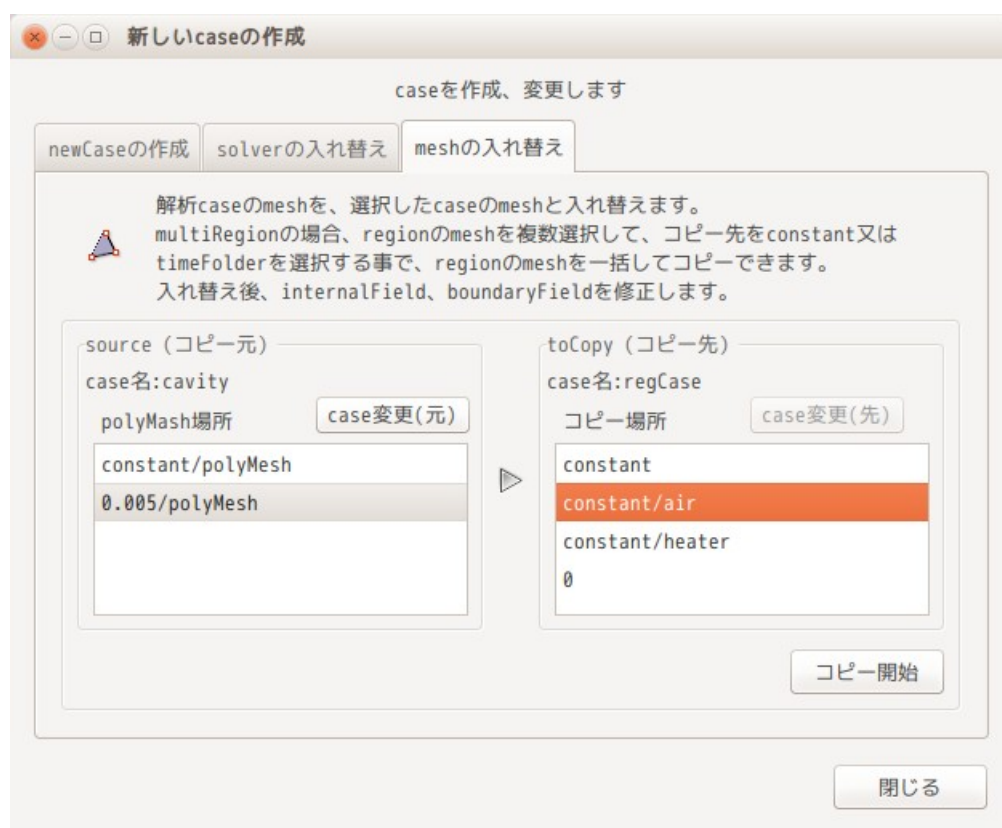 新しいcaseの作成
caseを作成、変更します
newCaseの作成
solverの入れ替え
meshの入れ替え
解析caseのmeshを、選択したcaseのmeshと入れ替えます。
multiRegionの場合、regionのmeshを複数選択して、コピー先をconstant又は
timeFolderを選択する事で、regionのmeshを一括してコピーできます。
入れ替え後、internalField、boundaryFieldを修正します。
source (コピー元)
case名:cavity
polyMash場所
case変更(元)
constant/polyMesh
0.005/polyMesh
toCopy (コピー先)
case名:regCase
コピー場所
case変更(先)
constant
constant/air
constant/heater
0
コピー開始
閉じる